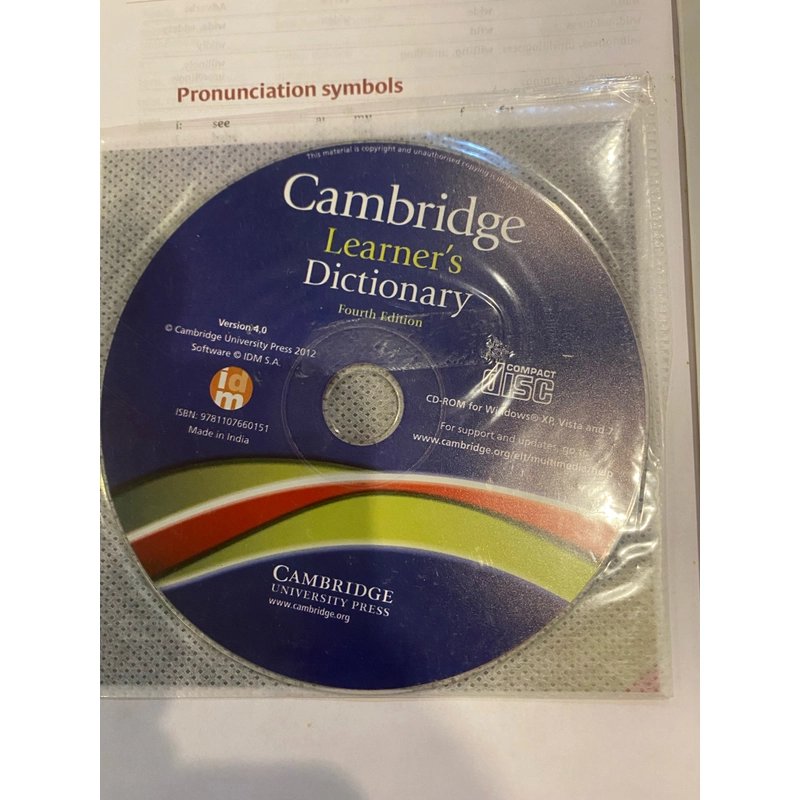 Pronunciation symbols
i: see
This material is copyright and unauthorised copying is illegal
Cambridge
Learner's
Dictionary
Fourth Edition
Version 4.0
© Cambridge University Press 2012
Software © IDM S.A.
idm
ISBN: 9781107660151
Made in India
COMPACT
disc
CD-ROM for Windows® XP, Vista and 7
For support and updates, go to
www.cambridge.org/elt/multimedia/help
CAMBRIDGE
UNIVERSITY PRESS
www.cambridge.org